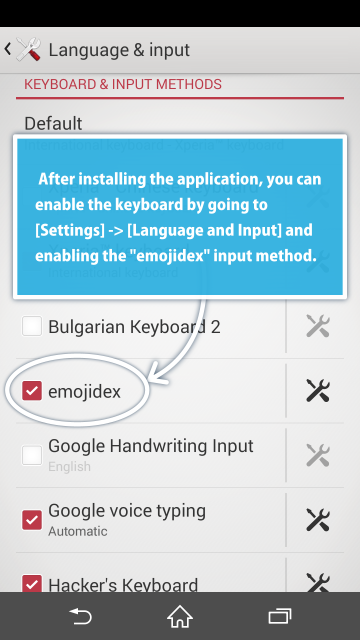 Language & input
KEYBOARD & INPUT METHODS
Default
After installing the application, you can
enable the keyboard by going to
[Settings] -> [Language and Input] and
enabling the "emojidex" input method.
Bulgarian Keyboard 2
emojidex
Google Handwriting Input
English
Google voice typing
Automatic
Hacker's Keyboard